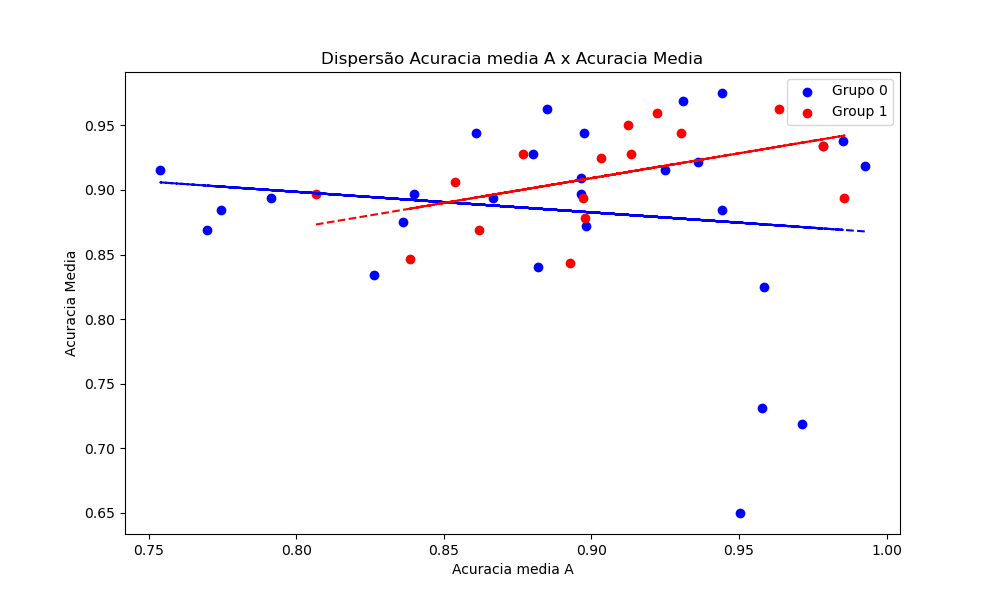 Dispersão Acuracia media A x Acuracia Media
Grupo 0
Group 1
Acuracia Media
0.95
0.90
0.85
0.80
0.75
0.70
0.65
0.75
0.80
0.85
0.90
0.95
1.00
Acuracia media A